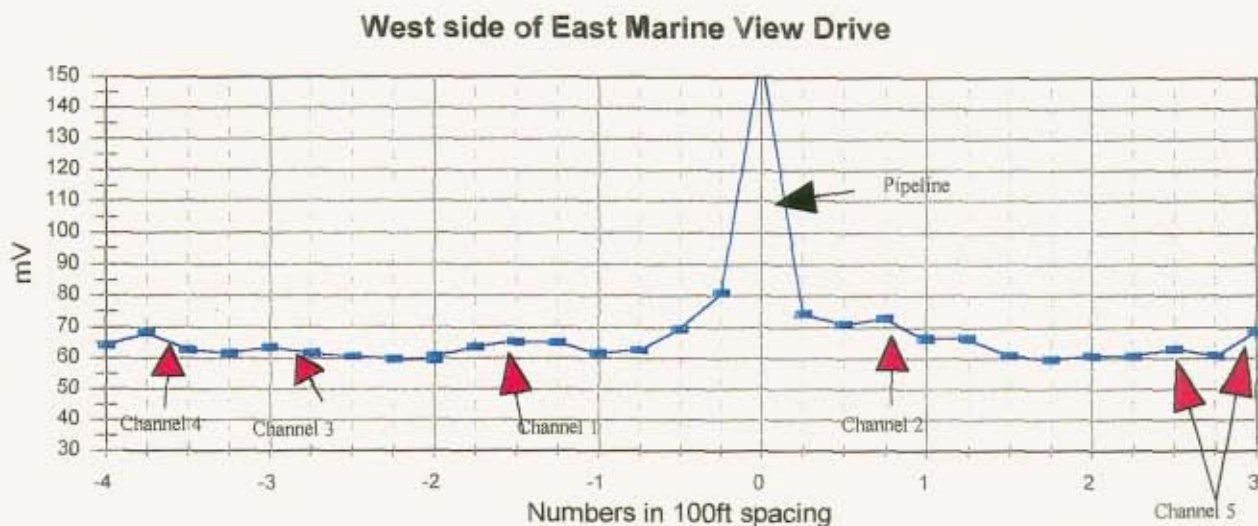 West side of East Marine View Drive
150
140
130
120
110
100
90
80
70
60
50
40
30
mV
Pipeline
Channel 4
Channel 3
Channel 1
Channel 2
Channel 5
-4
-3
-2
-1
0
1
2
3
Numbers in 100ft spacing